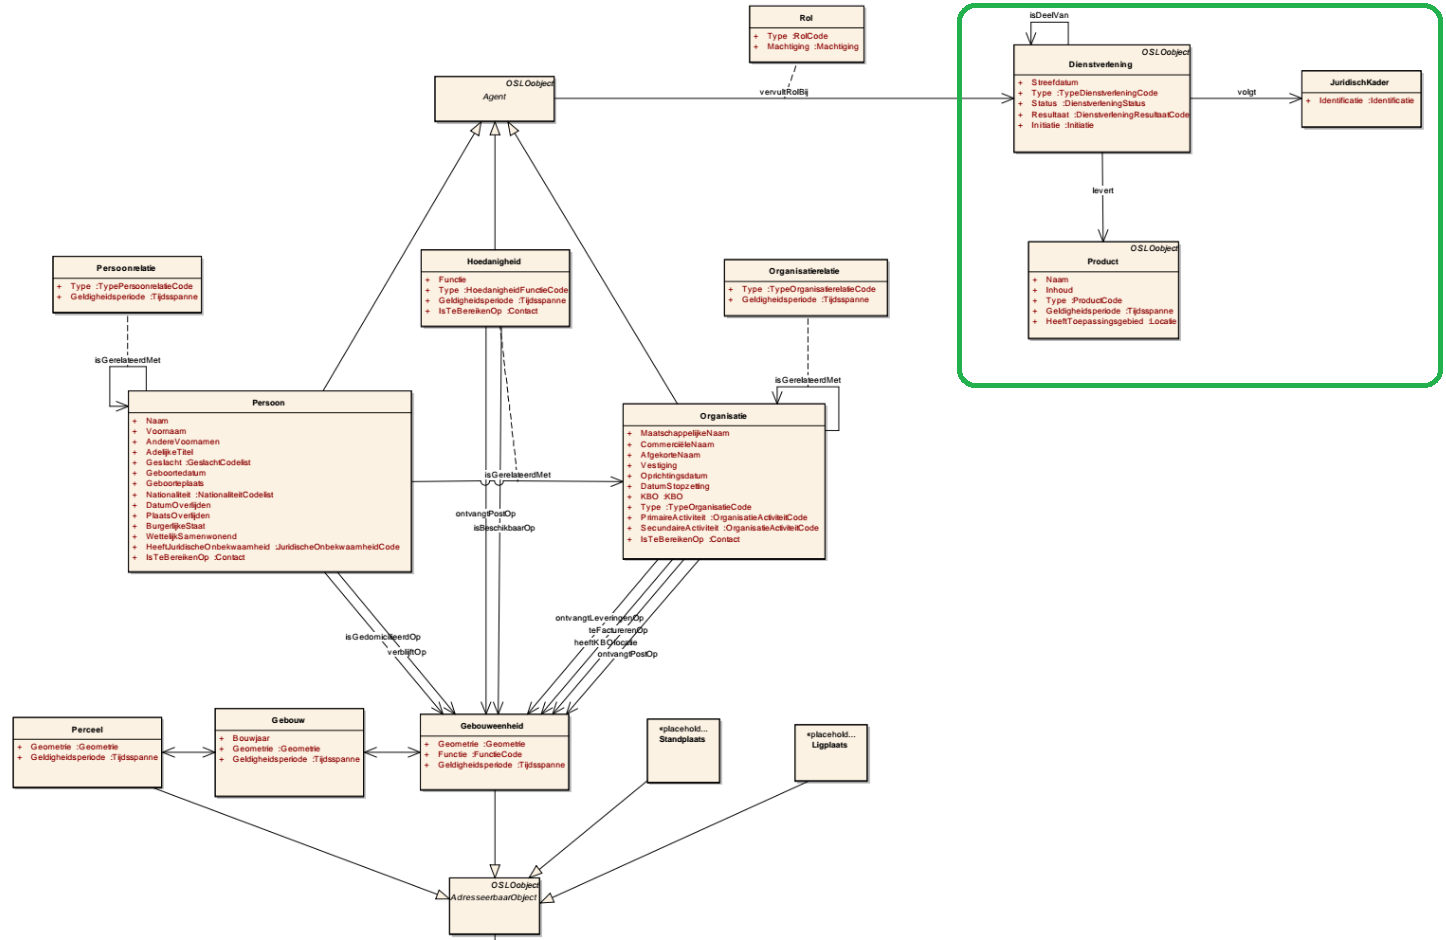 Rol
+ Type :RolCode
+ Machtiging :Machtiging
isDeelVan
OSLOobject
Dienstverlening
+ Streefdatum
+ Type :TypeDienstverleningCode
+ Status :DienstverleningStatus
+ Resultaat :DienstverleningResultaatCode
+ Initiatie :Initiatie
volgt
JuridischKader
+ Identificatie :Identificatie
OSLOobject
Agent
vervultRolBij
levert
OSLOobject
Product
+ Naam
+ Inhoud
+ Type :ProductCode
+ Geldigheidsperiode :Tijdsspanne
+ HeeftToepassingsgebied :Locatie
Persoonrelatie
+ Type :TypePersoonrelatieCode
+ Geldigheidsperiode :Tijdsspanne
Hoedanigheid
+ Functie
+ Type :HoedanigheidFunctieCode
+ Geldigheidsperiode :Tijdsspanne
+ IsTeBereikenOp :Contact
Organisatierelatie
+ Type :TypeOrganisatierelatieCode
+ Geldigheidsperiode :Tijdsspanne
isGerelateerdMet
isGerelateerdMet
Persoon
+ Naam
+ Voornaam
+ AndereVoornamen
+ AdelijkeTitel
+ Geslacht :GeslachtCodelist
+ Geboortedatum
+ Geboorteplaats
+ Nationaliteit :NationaliteitCodelist
+ DatumOverlijden
+ PlaatsOverlijden
+ BurgerlijkeStaat
+ WettelijkSamenwonend
+ HeeftJuridischeOnbekwaamheid :JuridischeOnbekwaamheidCode
+ IsTeBereikenOp :Contact
isGerelateerdMet
ontvangtPostOp
isBeschikbaarOp
Organisatie
+ MaatschappelijkeNaam
+ CommerciëleNaam
+ AfgekorteNaam
+ Vestiging
+ Oprichtingsdatum
+ DatumStopzetting
+ KBO :KBO
+ Type :TypeOrganisatieCode
+ PrimaireActiviteit :OrganisatieActiviteitCode
+ SecundaireActiviteit :OrganisatieActiviteitCode
+ IsTeBereikenOp :Contact
isGedomicilieerdOp
verblijftOp
ontvangtLeveringenOp
teFacturerenOp
heeftKBOlocatie
ontvangtPostOp
Perceel
+ Geometrie :Geometrie
+ Geldigheidsperiode :Tijdsspanne
Gebouw
+ Bouwjaar
+ Geometrie :Geometrie
+ Geldigheidsperiode :Tijdsspanne
Gebouweenheid
+ Geometrie :Geometrie
+ Functie :FunctieCode
+ Geldigheidsperiode :Tijdsspanne
«placehold...
Standplaats
«placehold...
Ligplaats
OSLOobject
AdresseerbaarObject